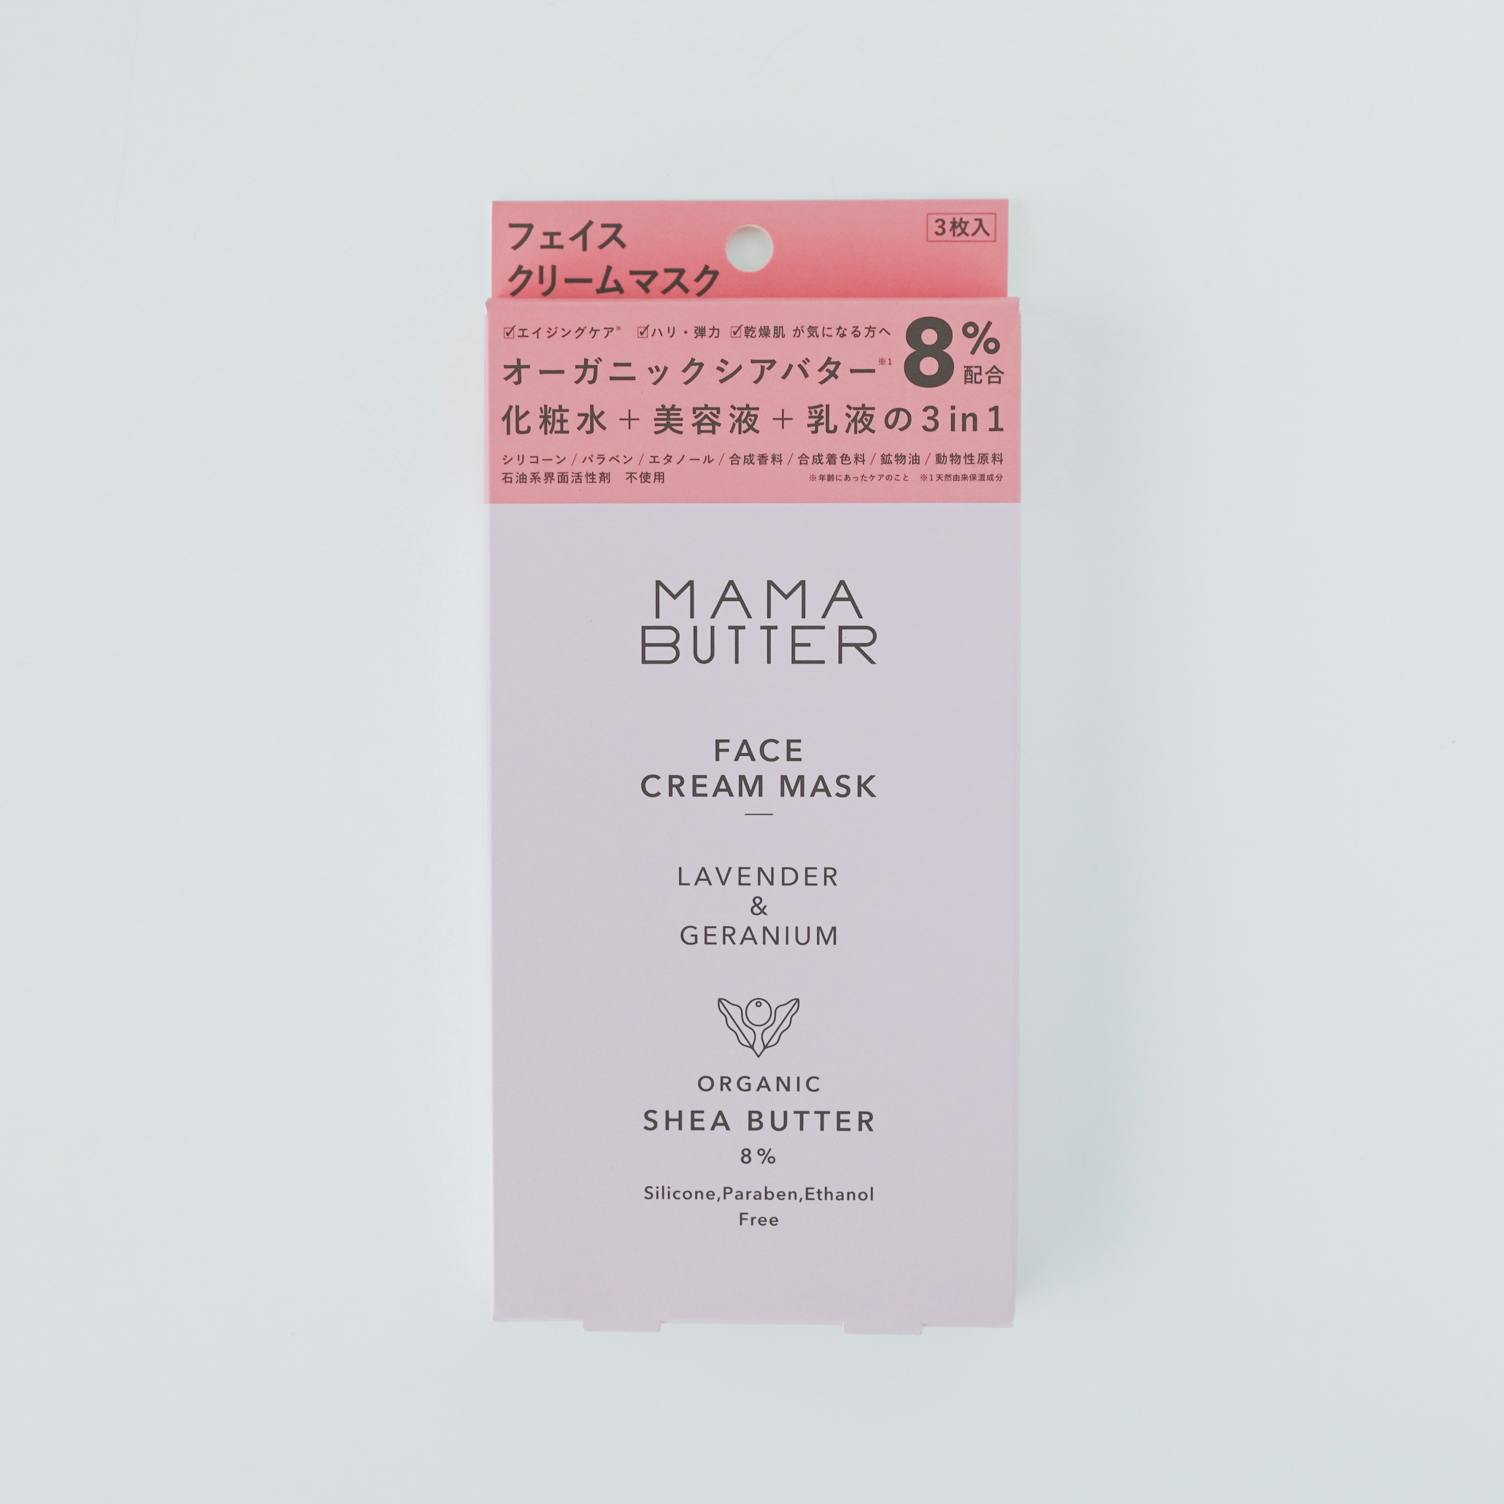 フェイス
クリームマスク
3枚入
☑エイジングケア※ ☑ハリ・弾力 ☑乾燥肌 が気になる方へ
オーガニックシアバター※1 8%配合
化粧水＋美容液＋乳液の3in1
シリコーン/パラベン/エタノール/合成香料/合成着色料/鉱物油/動物性原料
石油系界面活性剤 不使用
※年齢にあったケアのこと ※1天然由来保湿成分
MAMA
BUTTER
FACE
CREAM MASK
LAVENDER
&
GERANIUM
ORGANIC
SHEA BUTTER
8%
Silicone,Paraben,Ethanol
Free